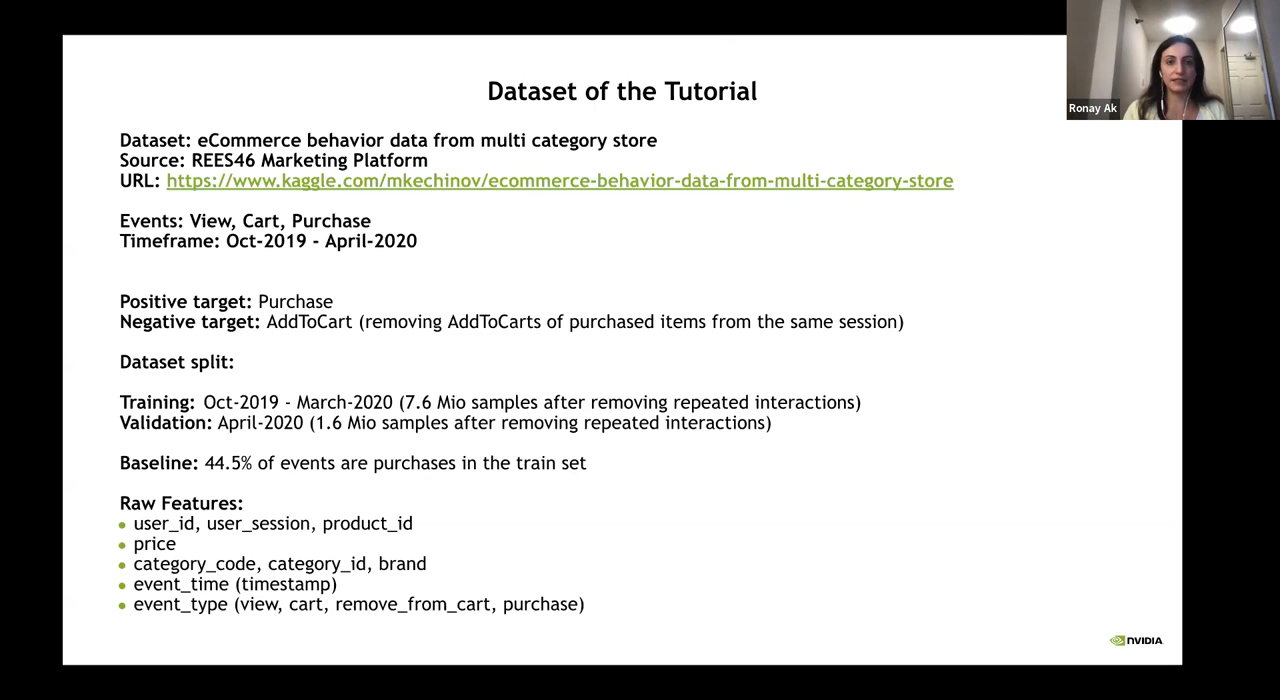 Dataset of the Tutorial
Ronay Ak
Dataset: eCommerce behavior data from multi category store
Source: REES46 Marketing Platform
URL: https://www.kaggle.com/mkechinov/ecommerce-behavior-data-from-multi-category-store
Events: View, Cart, Purchase
Timeframe: Oct-2019 - April-2020
Positive target: Purchase
Negative target: AddToCart (removing AddToCarts of purchased items from the same session)
Dataset split:
Training: Oct-2019 - March-2020 (7.6 Mio samples after removing repeated interactions)
Validation: April-2020 (1.6 Mio samples after removing repeated interactions)
Baseline: 44.5% of events are purchases in the train set
Raw Features:
• user_id, user_session, product_id
• price
• category_code, category_id, brand
• event_time (timestamp)
• event_type (view, cart, remove_from_cart, purchase)
NVIDIA